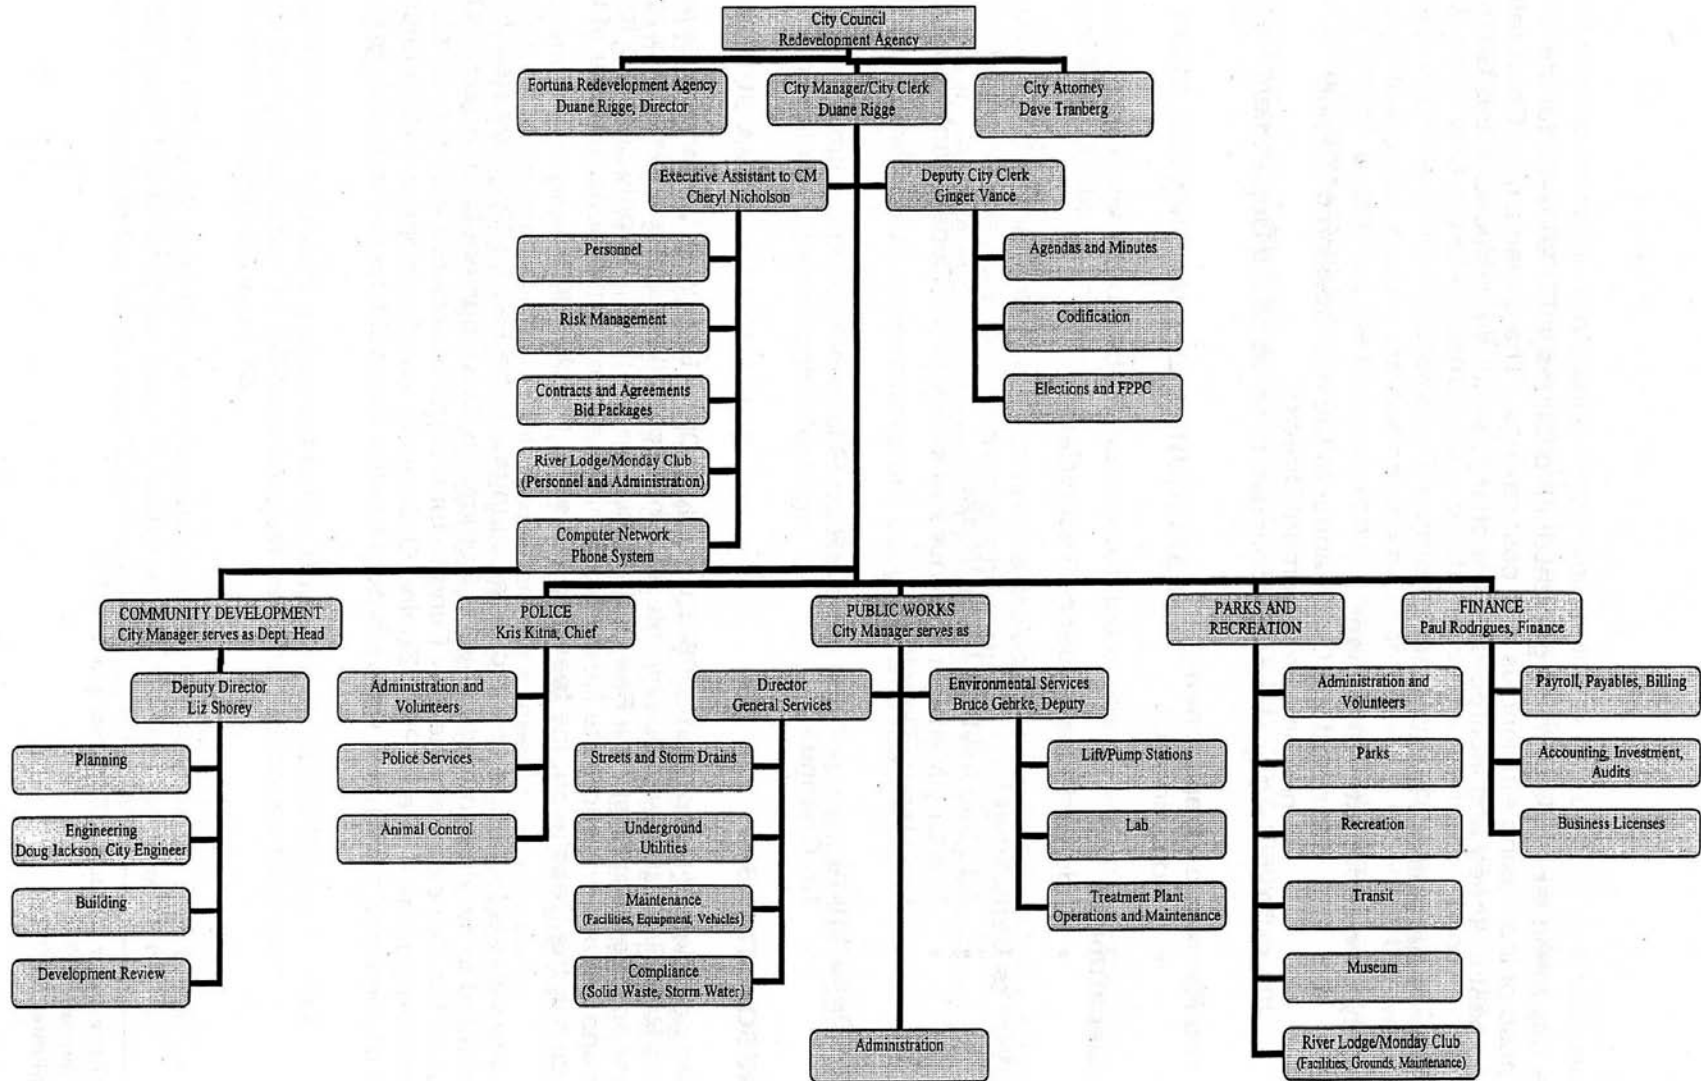 City Council
Redevelopment Agency
Fortuna Redevelopment Agency
Duane Rigge, Director
City Manager/City Clerk
Duane Rigge
City Attorney
Dave Tranberg
Executive Assistant to CM
Cheryl Nicholson
Deputy City Clerk
Ginger Vance
Personnel
Risk Management
Contracts and Agreements
Bid Packages
River Lodge/Monday Club
(Personnel and Administration)
Computer Network
Phone System
Agendas and Minutes
Codification
Elections and FPPC
COMMUNITY DEVELOPMENT
City Manager serves as Dept. Head
Deputy Director
Liz Shorey
Planning
Engineering
Doug Jackson, City Engineer
Building
Development Review
POLICE
Kris Kitna, Chief
Administration and
Volunteers
Police Services
Animal Control
PUBLIC WORKS
City Manager serves as
Director
General Services
Streets and Storm Drains
Underground
Utilities
Maintenance
(Facilities, Equipment, Vehicles)
Compliance
(Solid Waste, Storm Water)
Environmental Services
Bruce Gehrke, Deputy
Lift/Pump Stations
Lab
Treatment Plant
Operations and Maintenance
Administration
PARKS AND
RECREATION
Administration and
Volunteers
Parks
Recreation
Transit
Museum
River Lodge/Monday Club
(Facilities, Grounds, Maintenance)
FINANCE
Paul Rodrigues, Finance
Payroll, Payables, Billing
Accounting, Investment,
Audits
Business Licenses